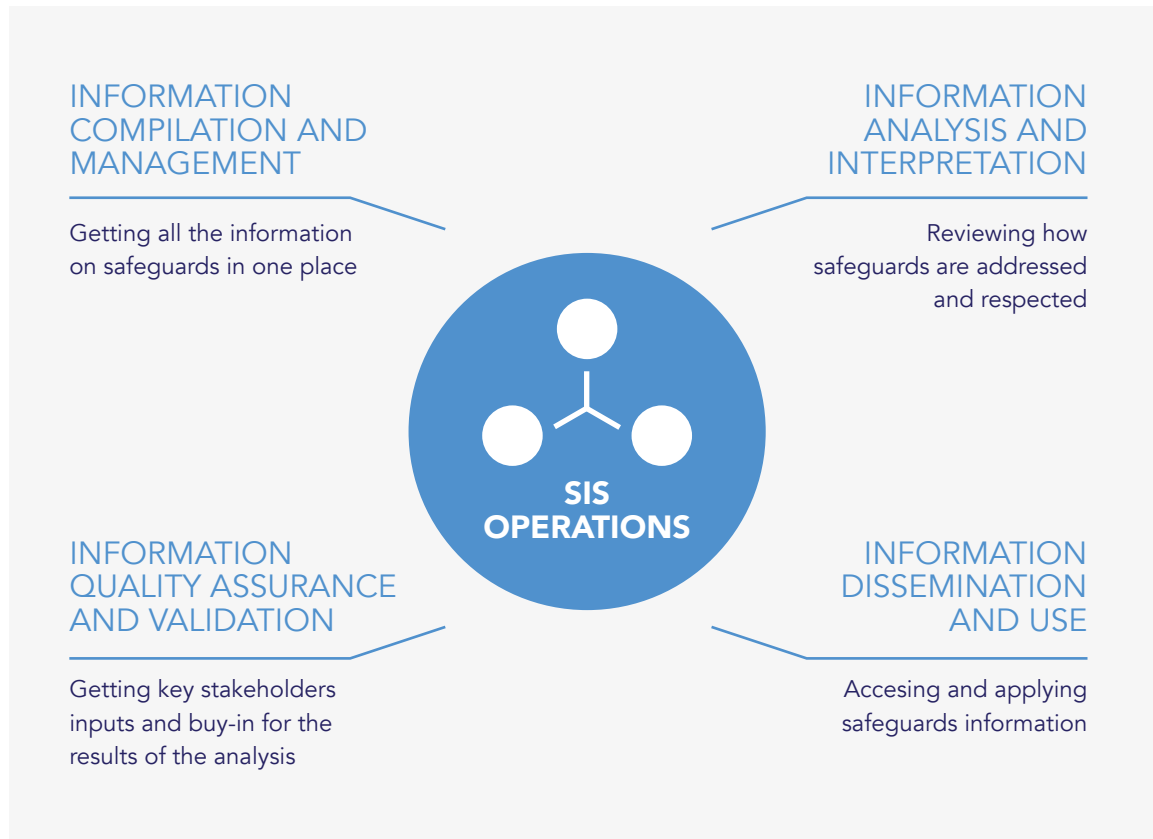 INFORMATION
COMPILATION AND
MANAGEMENT
Getting all the information
on safeguards in one place
INFORMATION
ANALYSIS AND
INTERPRETATION
Reviewing how
safeguards are addressed
and respected
SIS
OPERATIONS
INFORMATION
QUALITY ASSURANCE
AND VALIDATION
Getting key stakeholders
inputs and buy-in for the
results of the analysis
INFORMATION
DISSEMINATION
AND USE
Accesing and applying
safeguards information